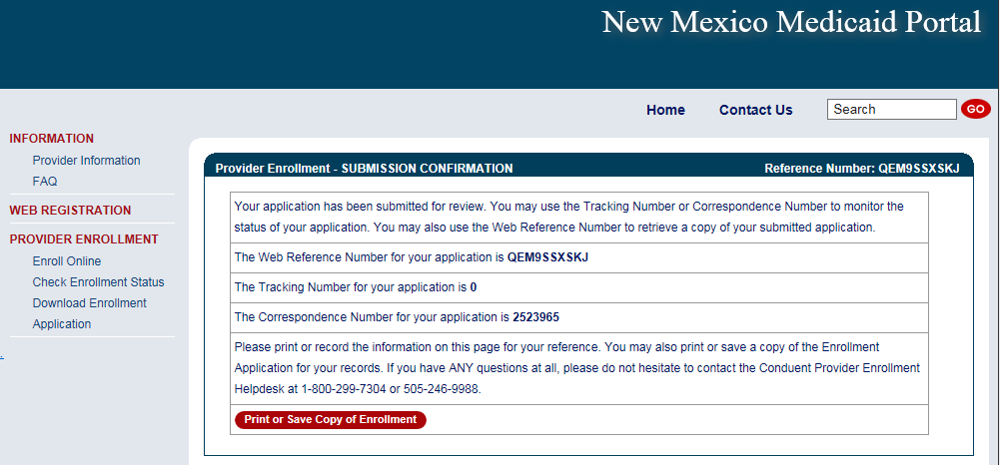 New Mexico Medicaid Portal
Home Contact Us Search GO
INFORMATION
Provider Information
FAQ
WEB REGISTRATION
PROVIDER ENROLLMENT
Enroll Online
Check Enrollment Status
Download Enrollment
Application
Provider Enrollment - SUBMISSION CONFIRMATION Reference Number: QEM9SSXSKJ
Your application has been submitted for review. You may use the Tracking Number or Correspondence Number to monitor the
status of your application. You may also use the Web Reference Number to retrieve a copy of your submitted application.
The Web Reference Number for your application is QEM9SSXSKJ
The Tracking Number for your application is 0
The Correspondence Number for your application is 2523965
Please print or record the information on this page for your reference. You may also print or save a copy of the Enrollment
Application for your records. If you have ANY questions at all, please do not hesitate to contact the Conduent Provider Enrollment
Helpdesk at 1-800-299-7304 or 505-246-9988.
Print or Save Copy of Enrollment